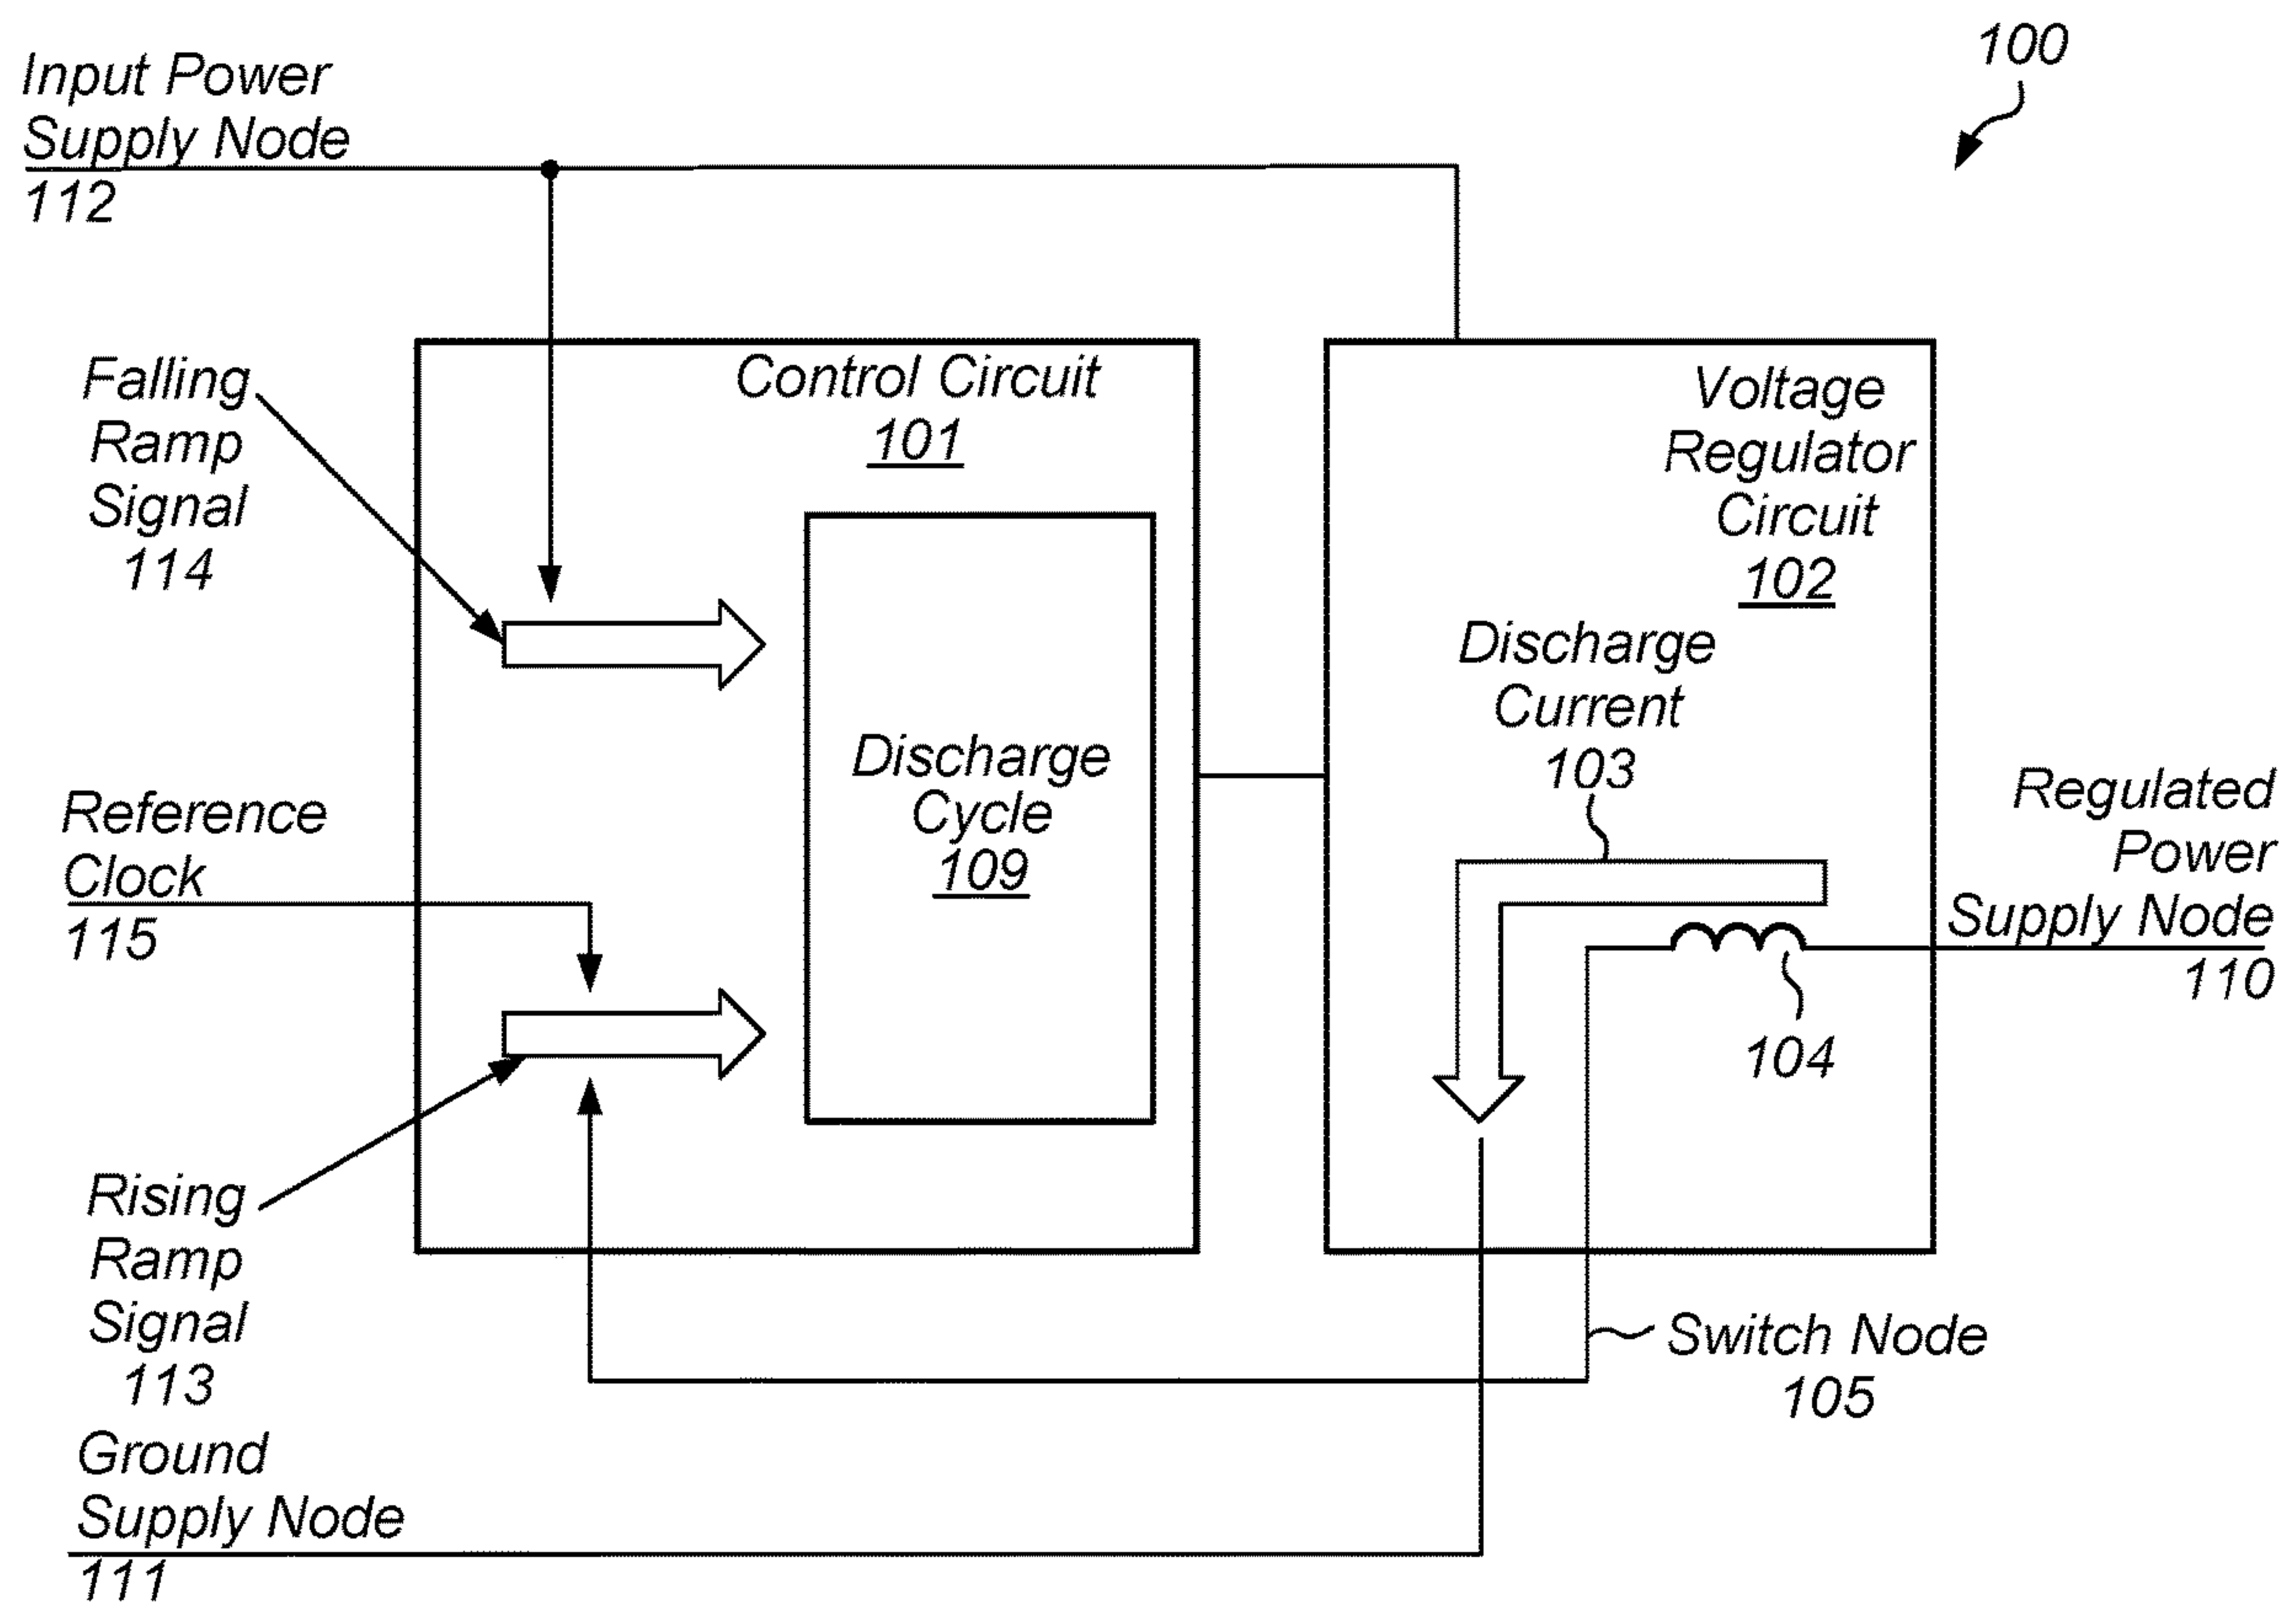 100
Input Power
Supply Node
112
Falling
Ramp
Signal
114
Control Circuit
101
Voltage
Regulator
Circuit
102
Discharge
Current
103
Discharge
Cycle
109
Reference
Clock
115
Regulated
Power
Supply Node
110
104
Rising
Ramp
Signal
113
Switch Node
105
Ground
Supply Node
111